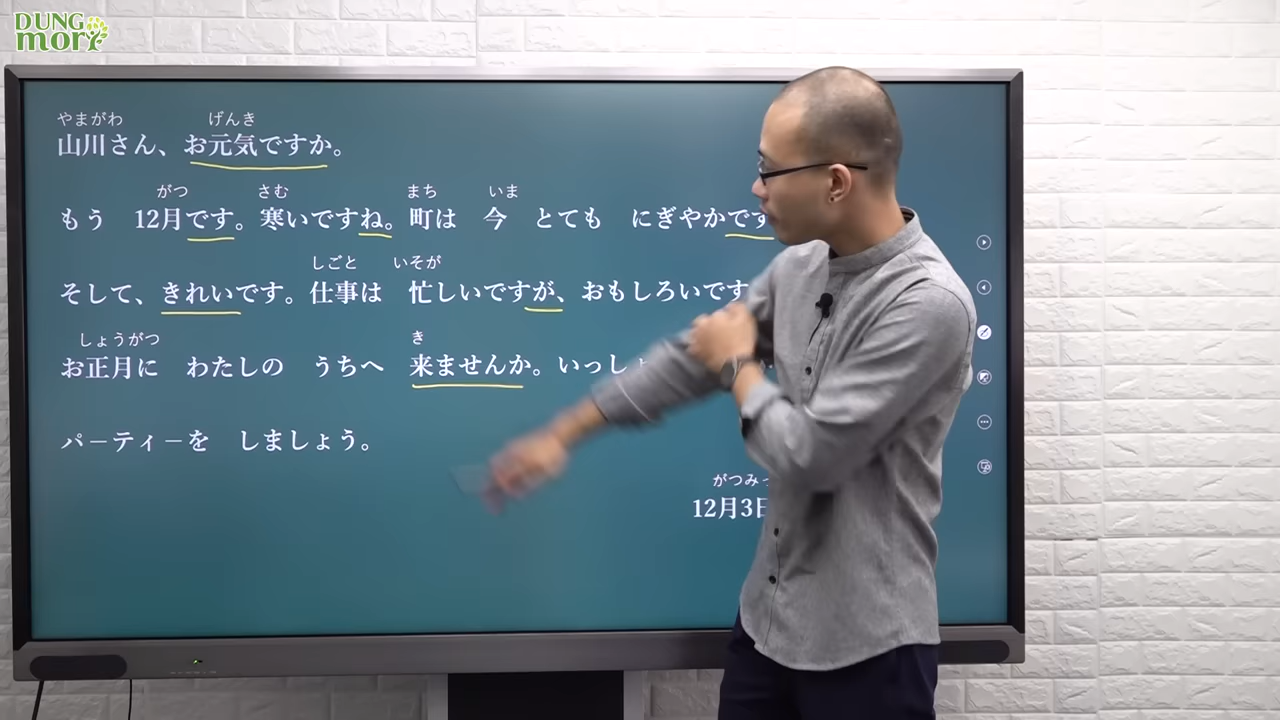 DUNG
mori
やまがわ げんき
山川さん、お元気ですか。
がつ さむ まち いま
もう 12月です。寒いですね。町は 今 とても にぎやかです
しごと いそが
そして、きれいです。仕事は 忙しいですが、おもしろいです
しょうがつ き
お正月に わたしの うちへ 来ませんか。いっし
パーティーを しましょう。
がつみっ
12月3日